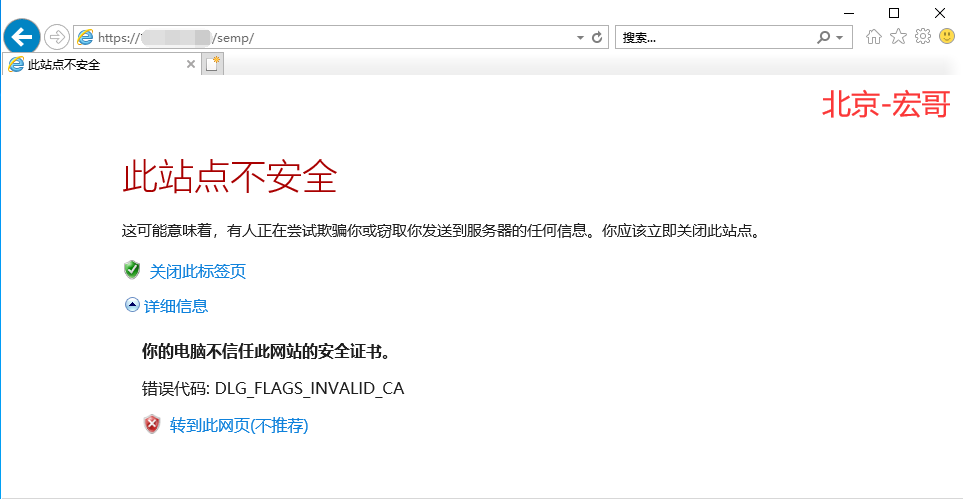 https:// /semp/
搜索...
此站点不安全
北京-宏哥
此站点不安全
这可能意味着，有人正在尝试欺骗你或窃取你发送到服务器的任何信息。你应该立即关闭此站点。
关闭此标签页
详细信息
你的电脑不信任此网站的安全证书。
错误代码: DLG_FLAGS_INVALID_CA
转到此网页(不推荐)